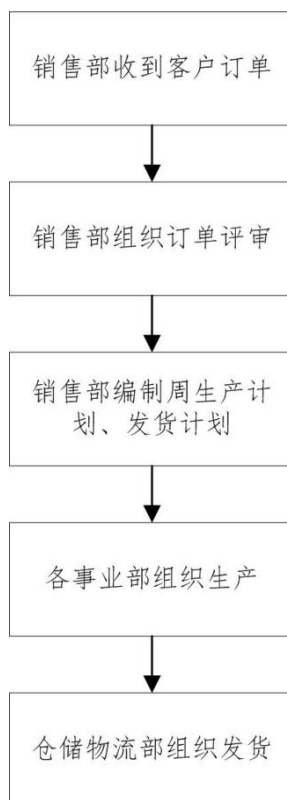 销售部收到客户订单
销售部组织订单评审
销售部编制周生产计
划、发货计划
各事业部组织生产
仓储物流部组织发货